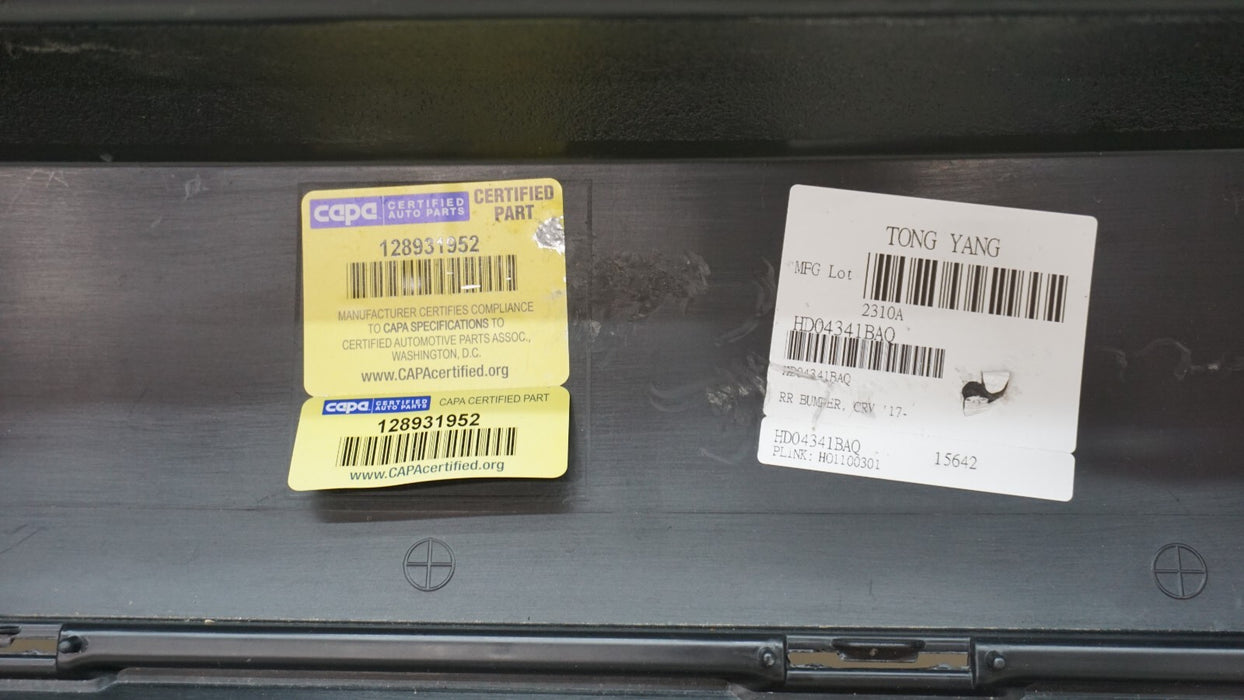 capa CERTIFIED AUTO PARTS CERTIFIED PART
128931952
MANUFACTURER CERTIFIES COMPLIANCE
TO CAPA SPECIFICATIONS TO
CERTIFIED AUTOMOTIVE PARTS ASSOC.,
WASHINGTON, D.C.
www.CAPAcertified.org
capa CERTIFIED AUTO PARTS CAPA CERTIFIED PART
128931952
www.CAPAcertified.org
TONG YANG
MFG Lot
2310A
HD04341BAQ
HD04341BAQ
RR BUMPER, CRV '17-
HD04341BAQ
PLINK: HO1100301 15642